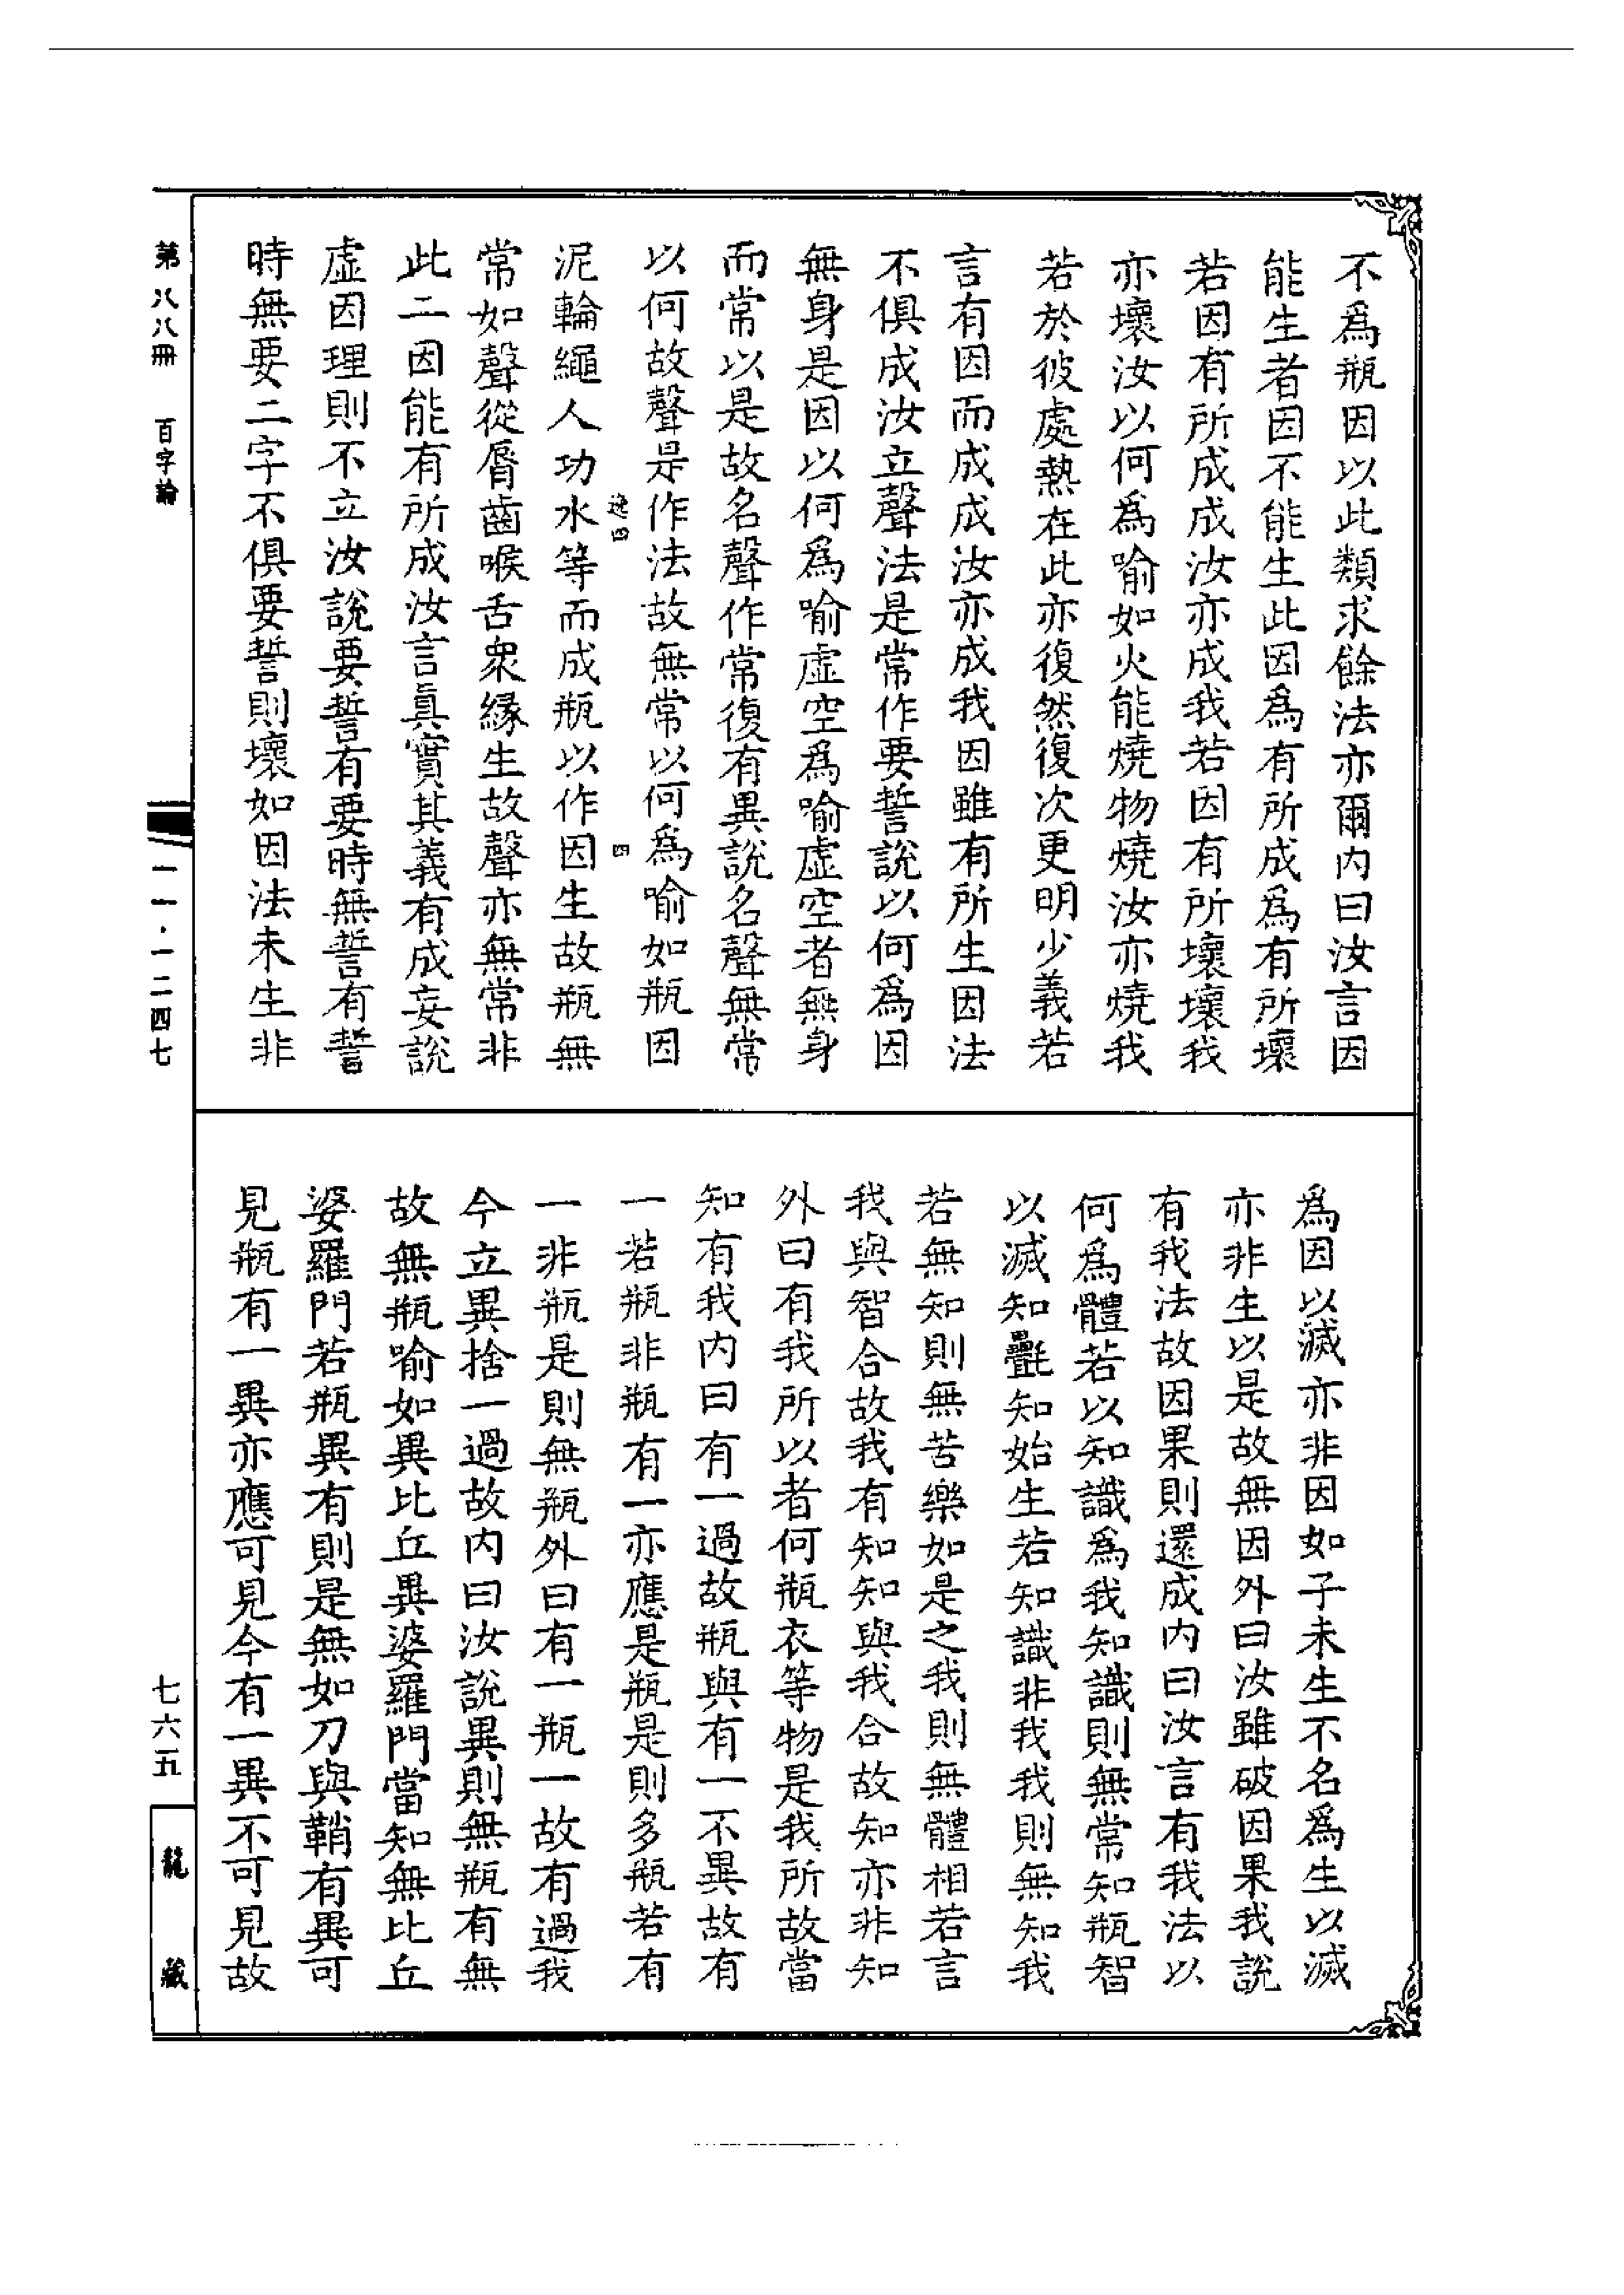 不爲瓶因以此類求餘法亦爾内曰汝言因
能生者因不能生此因爲有所成爲有所壞
若因有所成成汝亦成我若因有所壞壞我
亦壞汝以何爲喻如火能燒物燒汝亦燒我
若於彼處熱在此亦復然復次更明少義若
言有因而成成汝亦成我因雖有所生因法
不俱成汝立聲法是常作要誓說以何爲因
無身是因以何爲喻虛空爲喻虛空者無身
而常以是故名聲作常復有異說名聲無常
以何故聲是作法故無常以何爲喻如瓶因
逸四
四
泥輪繩人功水等而成瓶以作因生故瓶無
常如聲從脣齒喉舌衆緣生故聲亦無常非
此二因能有所成汝言眞實其義有成妄說
虛因理則不立汝說要誓有要時無誓有誓
時無要二字不俱要誓則壞如因法未生非
爲因以滅亦非因如子未生不名爲生以滅
亦非生以是故無因外曰汝雖破因果我說
有我法故因果則還成内曰汝言有我法以
何爲體若以知識爲我知識則無常知瓶智
以滅知氎知始生若知識非我我則無知我
若無知則無苦樂如是之我則無體相若言
我與智合故我有知知與我合故知亦非知
外曰有我所以者何瓶衣等物是我所故當
知有我内曰有一過故瓶與有一不異故有
一若瓶非瓶有一亦應是瓶是則多瓶若有
一非瓶是則無瓶外曰有一瓶一故有過我
今立異捨一過故内曰汝說異則無瓶有無
故無瓶喻如異比丘異婆羅門當知無比丘
婆羅門若瓶異有則是無如刀與鞘有異可
見瓶有一異亦應可見今有一異不可見故
第八八冊　百字論　一一·一二四七　七六五　龍藏